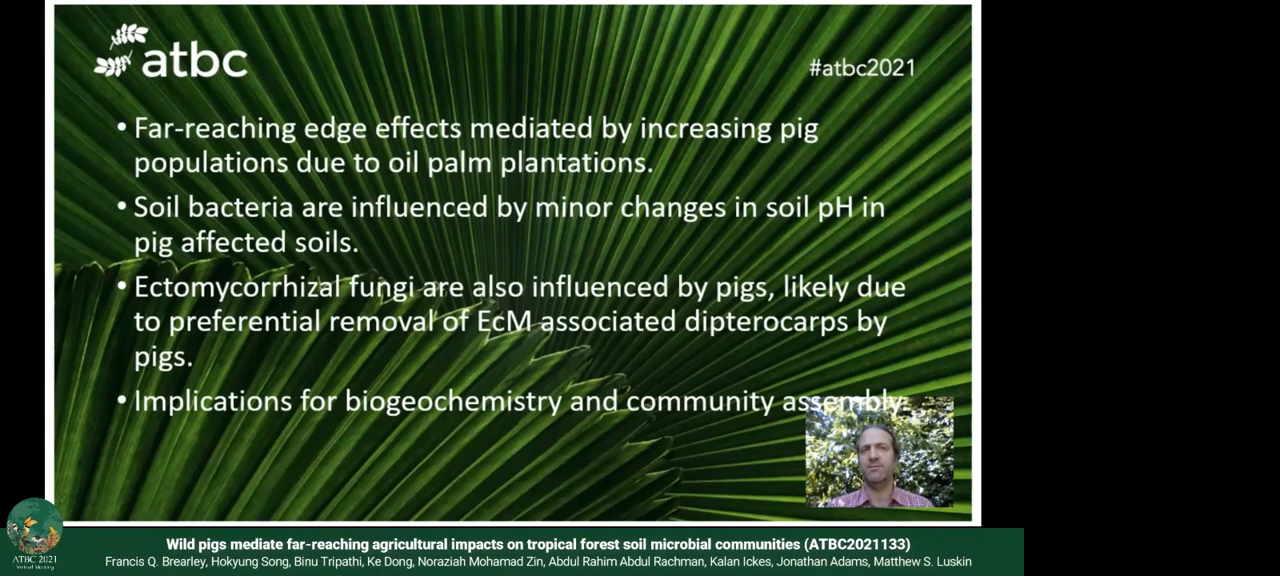 atbc
#atbc2021
• Far-reaching edge effects mediated by increasing pig
populations due to oil palm plantations.
• Soil bacteria are influenced by minor changes in soil pH in
pig affected soils.
• Ectomycorrhizal fungi are also influenced by pigs, likely due
to preferential removal of EcM associated dipterocarps by
pigs.
• Implications for biogeochemistry and community assembly.
ATBC 2021
Virtual Meeting
Wild pigs mediate far-reaching agricultural impacts on tropical forest soil microbial communities (ATBC2021133)
Francis Q. Brearley, Hokyung Song, Binu Tripathi, Ke Dong, Noraziah Mohamad Zin, Abdul Rahim Abdul Rachman, Kalan Ickes, Jonathan Adams, Matthew S. Luskin